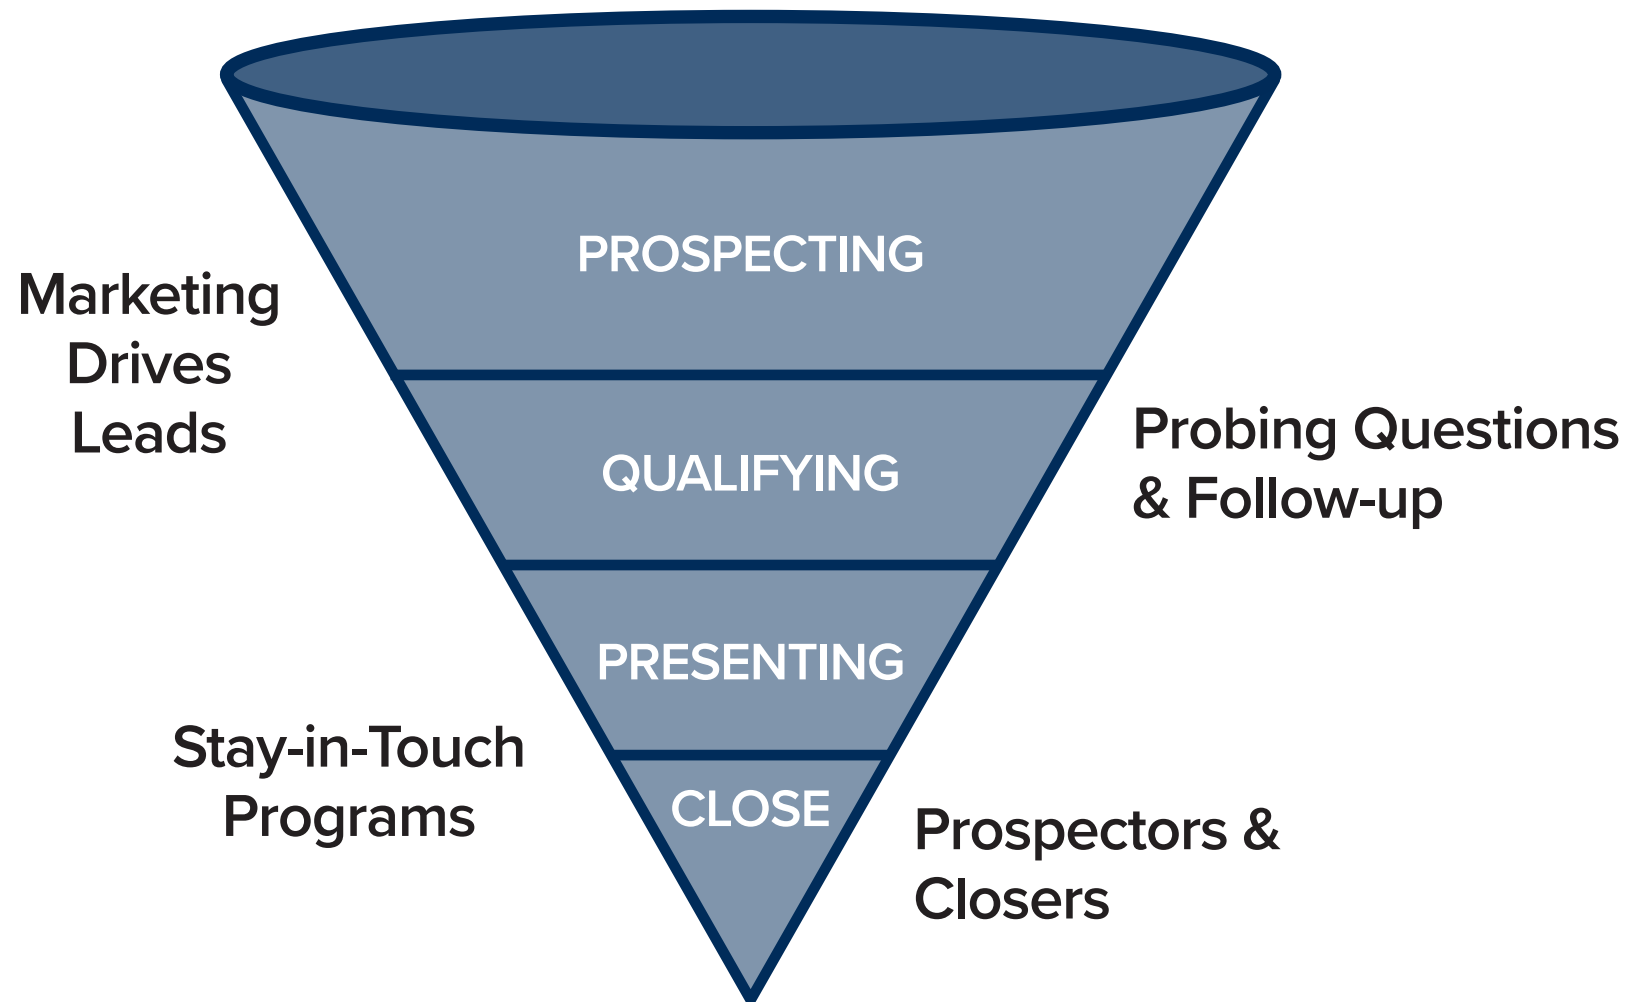 PROSPECTING
Marketing
Drives
Leads
QUALIFYING
Probing Questions
& Follow-up
PRESENTING
Stay-in-Touch
Programs
CLOSE
Prospectors &
Closers